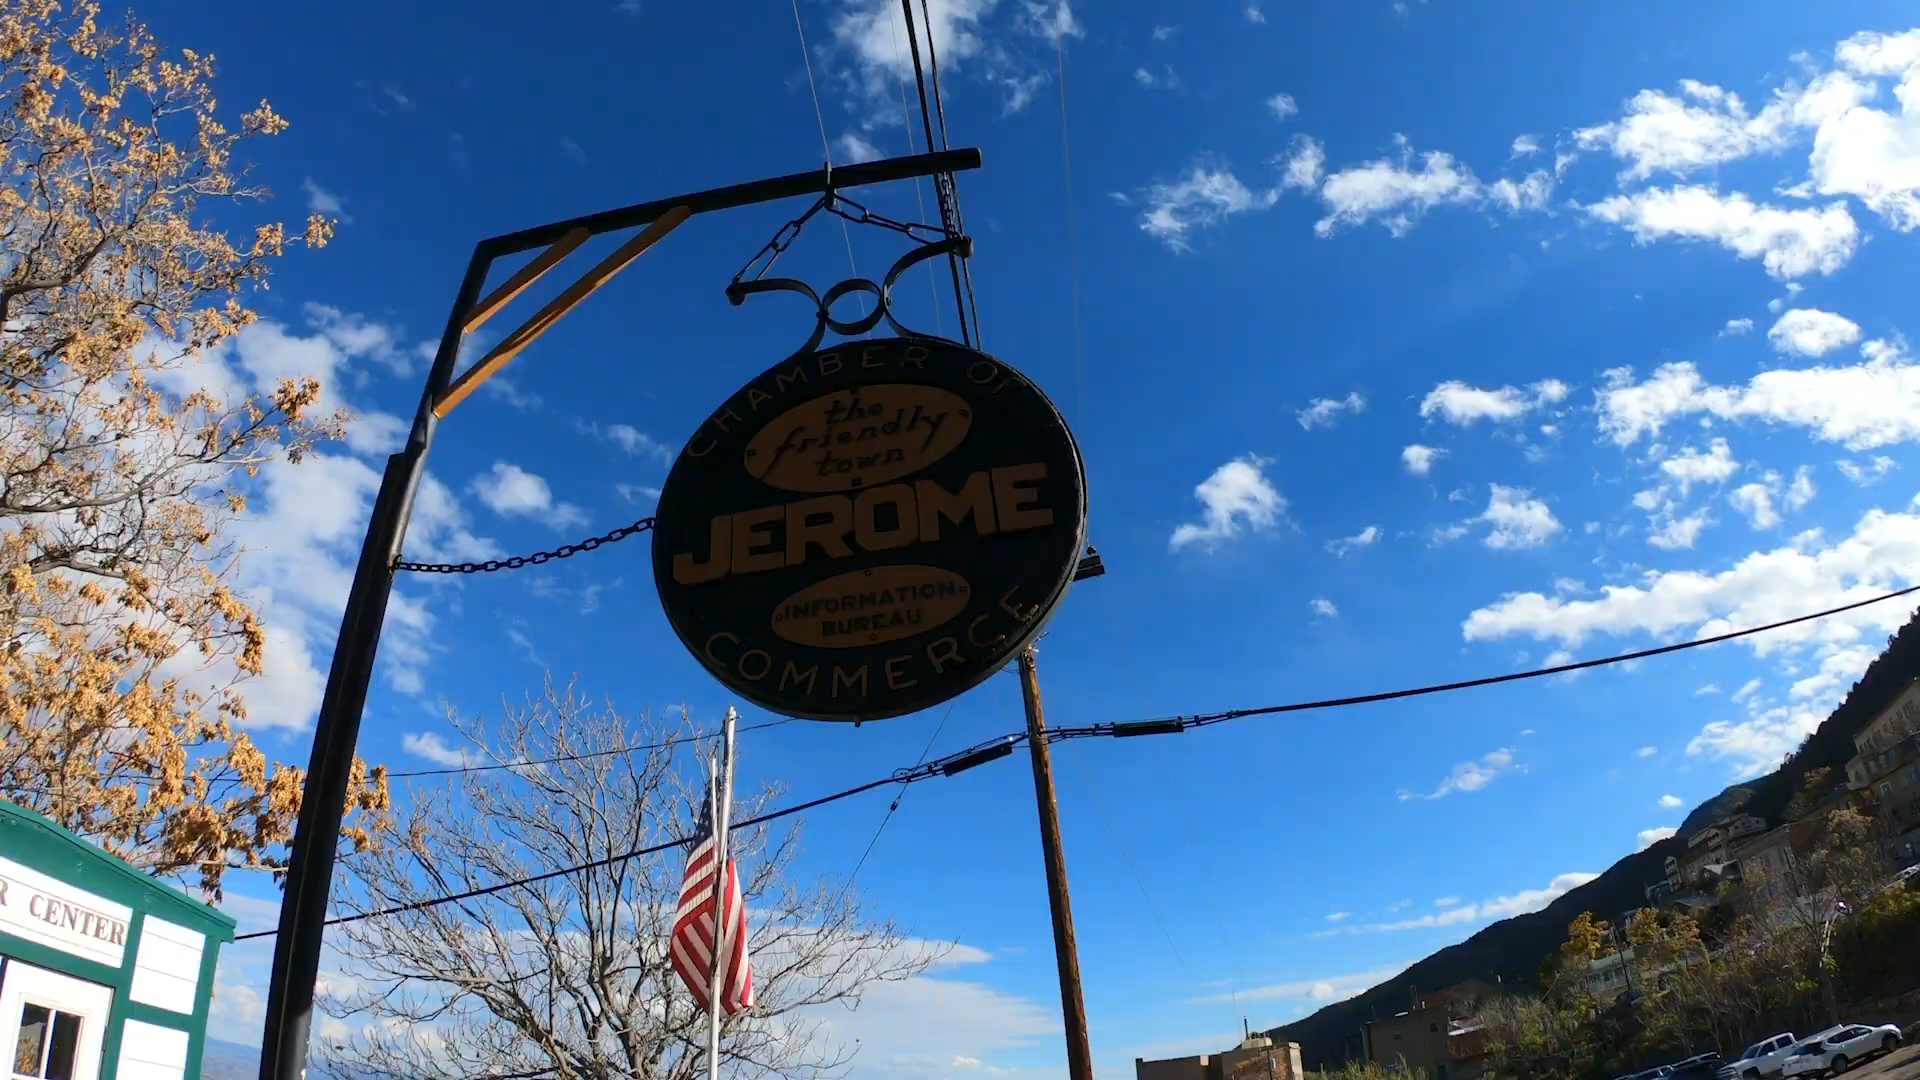 CHAMBER OF
the
friendly
town
JEROME
INFORMATION
BUREAU
COMMERCE
R CENTER